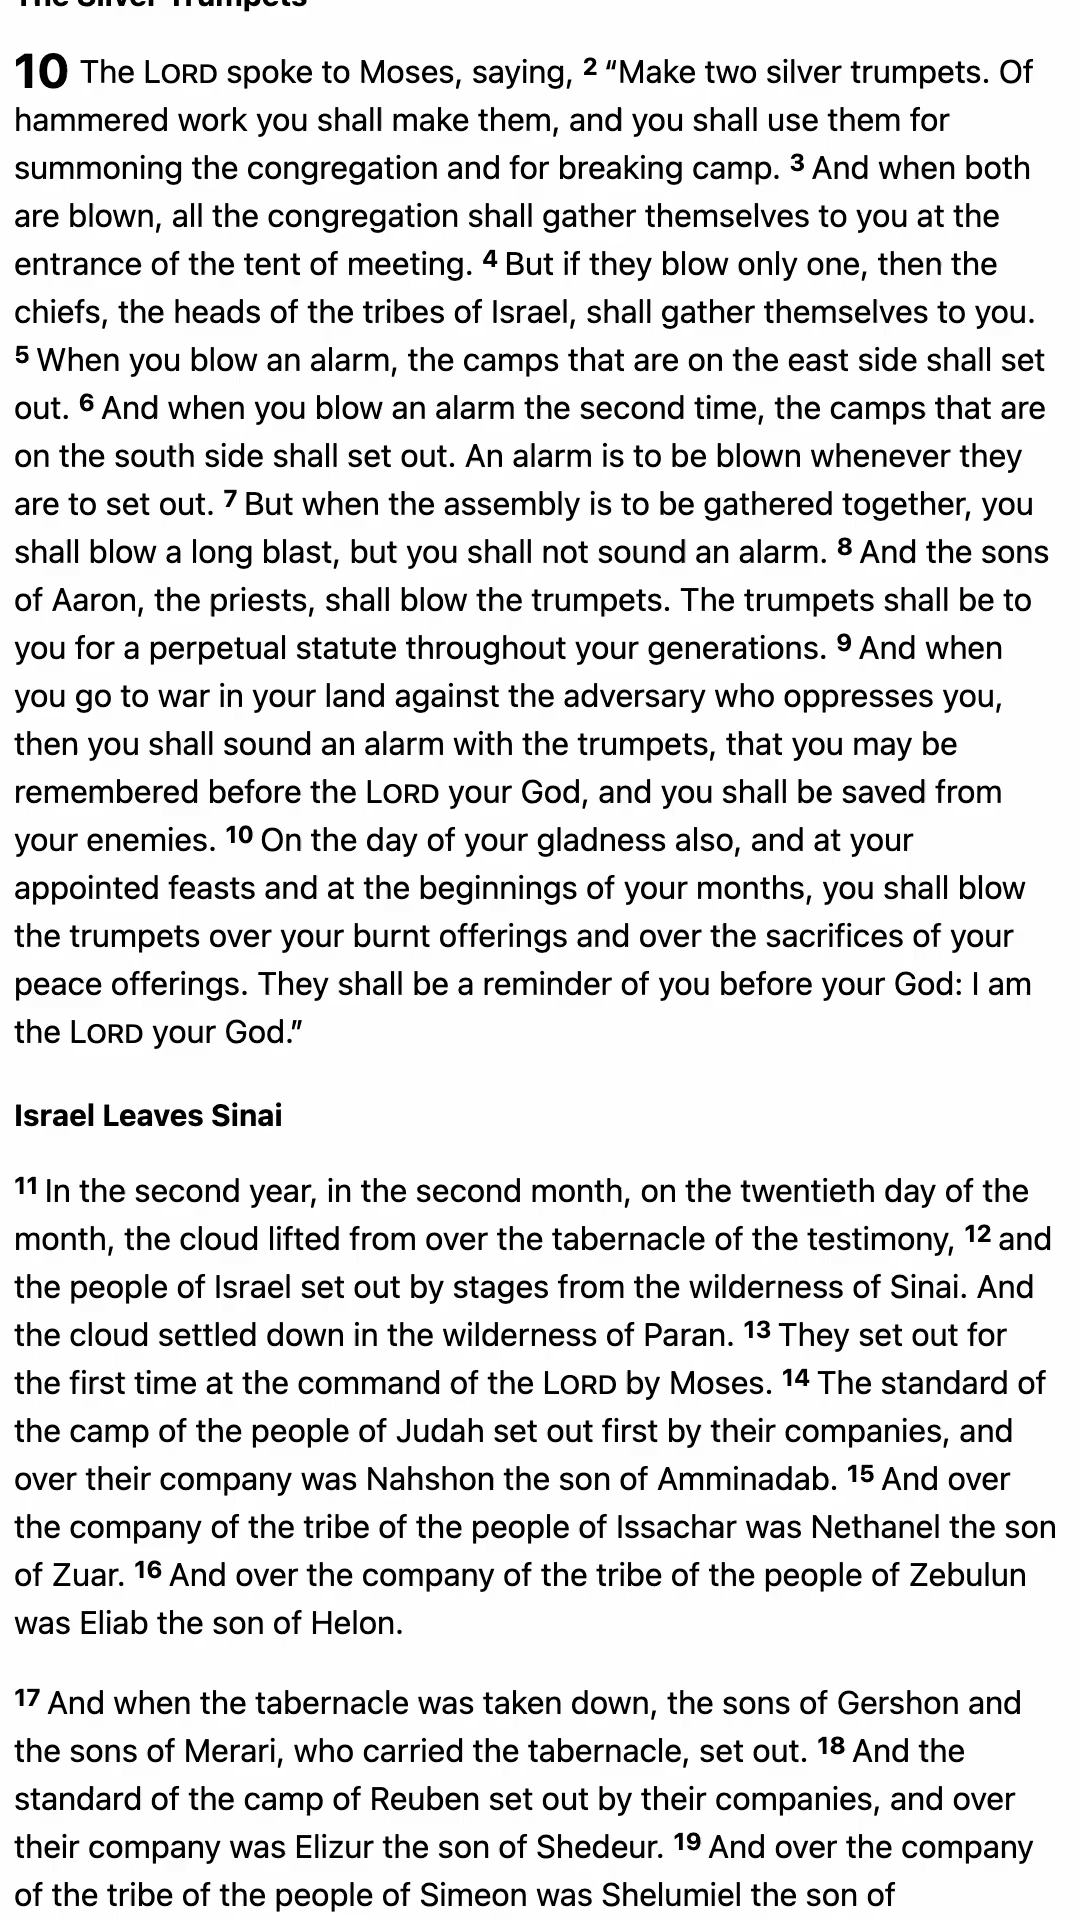 The Silver Trumpets
10 The LORD spoke to Moses, saying, 2 “Make two silver trumpets. Of
hammered work you shall make them, and you shall use them for
summoning the congregation and for breaking camp. 3 And when both
are blown, all the congregation shall gather themselves to you at the
entrance of the tent of meeting. 4 But if they blow only one, then the
chiefs, the heads of the tribes of Israel, shall gather themselves to you.
5 When you blow an alarm, the camps that are on the east side shall set
out. 6 And when you blow an alarm the second time, the camps that are
on the south side shall set out. An alarm is to be blown whenever they
are to set out. 7 But when the assembly is to be gathered together, you
shall blow a long blast, but you shall not sound an alarm. 8 And the sons
of Aaron, the priests, shall blow the trumpets. The trumpets shall be to
you for a perpetual statute throughout your generations. 9 And when
you go to war in your land against the adversary who oppresses you,
then you shall sound an alarm with the trumpets, that you may be
remembered before the LORD your God, and you shall be saved from
your enemies. 10 On the day of your gladness also, and at your
appointed feasts and at the beginnings of your months, you shall blow
the trumpets over your burnt offerings and over the sacrifices of your
peace offerings. They shall be a reminder of you before your God: I am
the LORD your God.”
Israel Leaves Sinai
11 In the second year, in the second month, on the twentieth day of the
month, the cloud lifted from over the tabernacle of the testimony, 12 and
the people of Israel set out by stages from the wilderness of Sinai. And
the cloud settled down in the wilderness of Paran. 13 They set out for
the first time at the command of the LORD by Moses. 14 The standard of
the camp of the people of Judah set out first by their companies, and
over their company was Nahshon the son of Amminadab. 15 And over
the company of the tribe of the people of Issachar was Nethanel the son
of Zuar. 16 And over the company of the tribe of the people of Zebulun
was Eliab the son of Helon.
17 And when the tabernacle was taken down, the sons of Gershon and
the sons of Merari, who carried the tabernacle, set out. 18 And the
standard of the camp of Reuben set out by their companies, and over
their company was Elizur the son of Shedeur. 19 And over the company
of the tribe of the people of Simeon was Shelumiel the son of